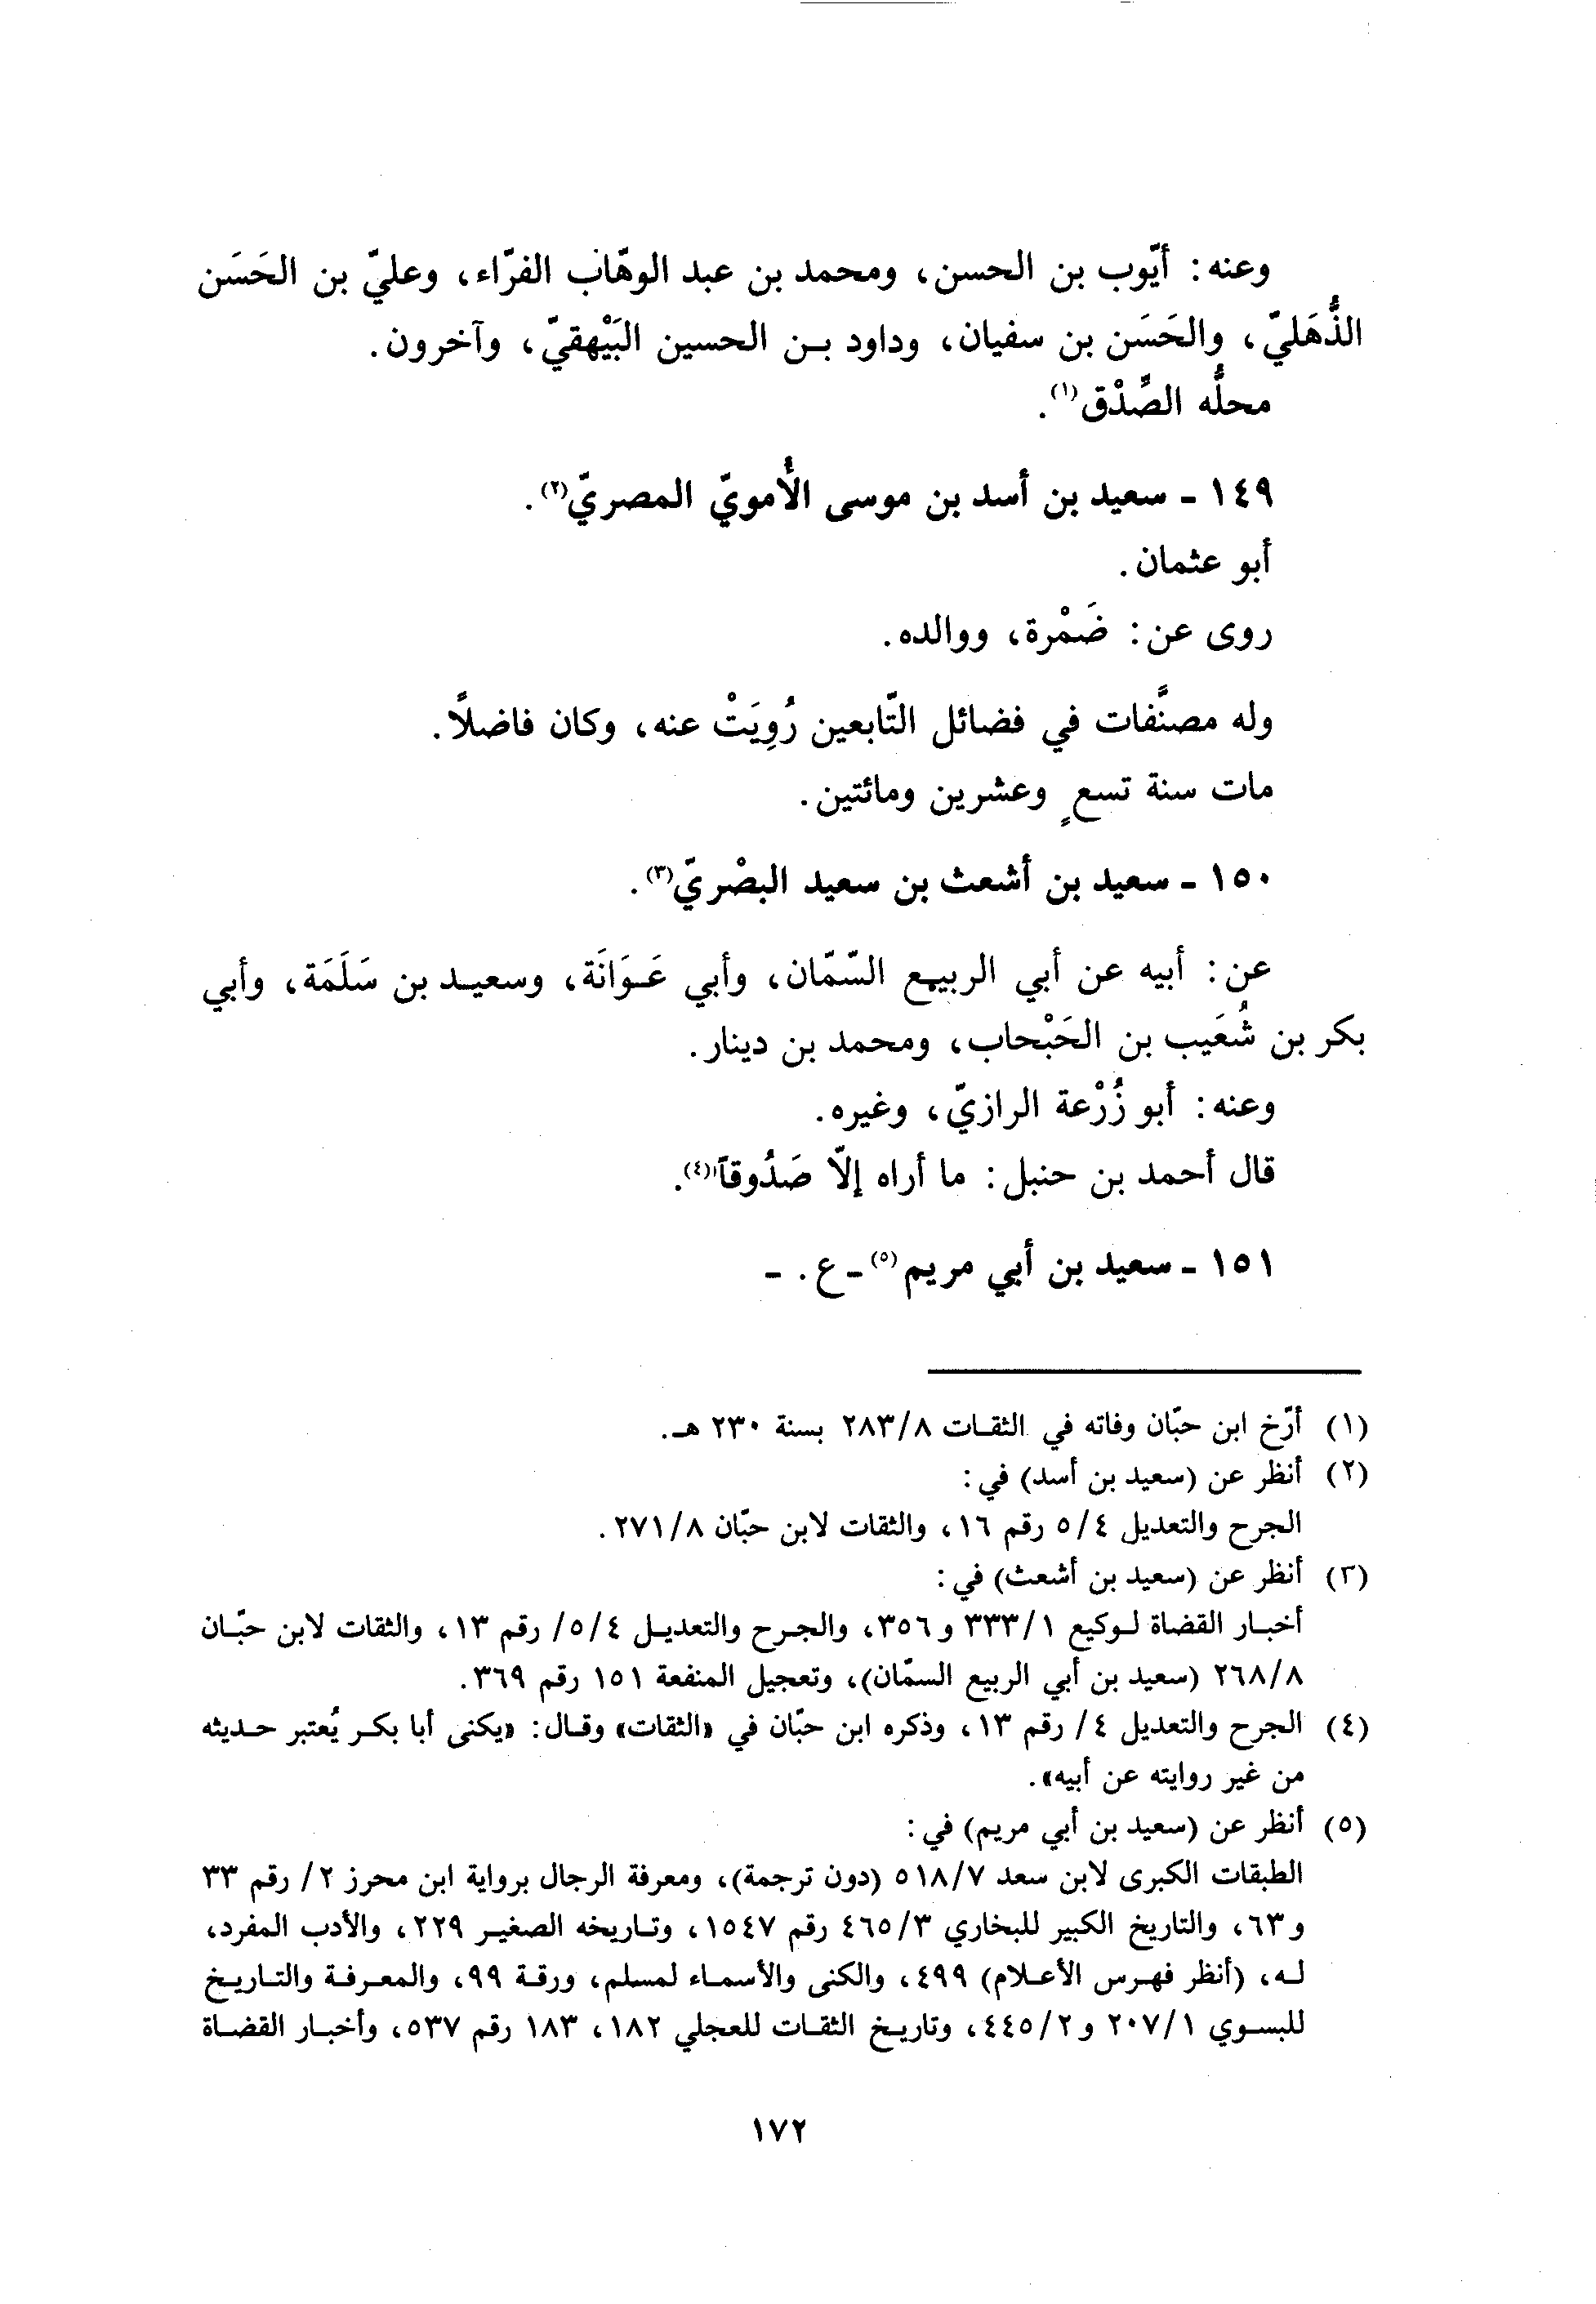 وعنه: أيّوب بن الحسن، ومحمد بن عبد الوهّاب الفرّاء، وعليّ بن الحَسَن
الذُّهَليّ، والحَسَن بن سفيان، وداود بـن الحسين البَيْهقيّ، وآخرون.
محلُّه الصِّدْق(١).
١٤٩ - سعيد بن أسد بن موسى الأُمويّ المصريّ(٢).
أبو عثمان.
روى عن: ضَمْرة، ووالده.
وله مصنَّفات في فضائل التّابعين رُوِيَتْ عنه، وكان فاضلًا.
مات سنة تسعٍ وعشرين ومائتين.
١٥٠ - سعيد بن أشعث بن سعيد البصْريّ(٣).
عن: أبيه عن أبي الربيع السّمّان، وأبي عَوَانَة، وسعيد بن سَلَمَة، وأبي
بكر بن شُعَيب بن الحَبْحاب، ومحمد بن دينار.
وعنه: أبو زُرْعة الرازيّ، وغيره.
قال أحمد بن حنبل: ما أراه إلّا صَدُوقاً(٤).
١٥١ - سعيد بن أبي مريم(٥) - ع. -
(١) أرّخ ابن حبّان وفاته في الثقات ٢٨٣/٨ بسنة ٢٣٠ هـ.
(٢) أنظر عن (سعيد بن أسد) في:
الجرح والتعديل ٥/٤ رقم ١٦، والثقات لابن حبّان ٢٧١/٨.
(٣) أنظر عن (سعيد بن أشعث) في:
أخبار القضاة لوكيع ٣٣٣/١ و٣٥٦، والجرح والتعديل ٥/٤/ رقم ١٣، والثقات لابن حبّان
٢٦٨/٨ (سعيد بن أبي الربيع السمّان)، وتعجيل المنفعة ١٥١ رقم ٣٦٩.
(٤) الجرح والتعديل ٤/ رقم ١٣، وذكره ابن حبّان في «الثقات» وقال: «يكنى أبا بكر يُعتبر حديثه
من غير روايته عن أبيه».
(٥) أنظر عن (سعيد بن أبي مريم) في:
الطبقات الكبرى لابن سعد ٥١٨/٧ (دون ترجمة)، ومعرفة الرجال برواية ابن محرز ٢/ رقم ٣٣
و٦٣، والتاريخ الكبير للبخاري ٤٦٥/٣ رقم ١٥٤٧، وتاريخه الصغير ٢٢٩، والأدب المفرد،
له، (أنظر فهرس الأعلام) ٤٩٩، والكنى والأسماء لمسلم، ورقة ٩٩، والمعرفة والتاريخ
للبسوي ٢٠٧/١ و٤٤٥/٢، وتاريخ الثقات للعجلي ١٨٢، ١٨٣ رقم ٥٣٧، وأخبار القضاة
١٧٢